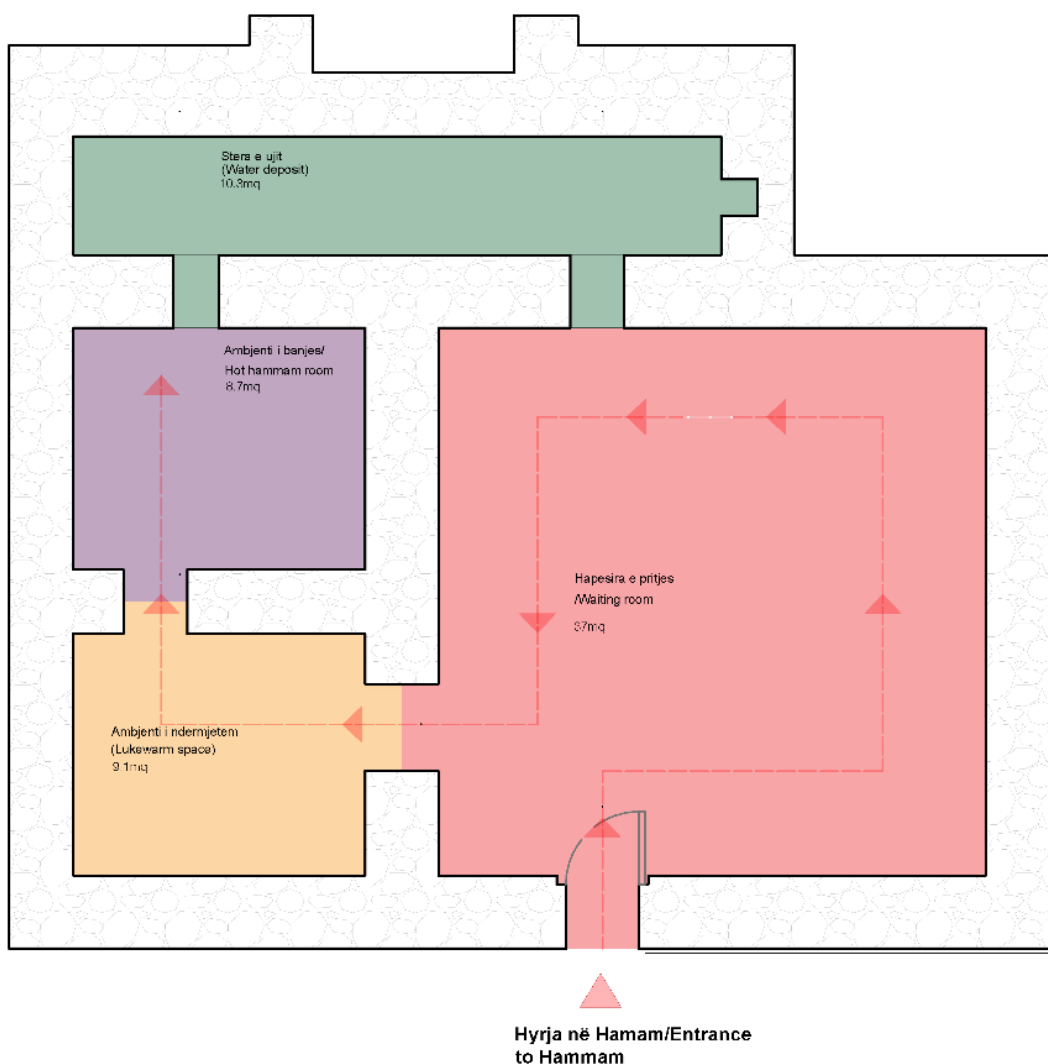 Stera e ujit
(Water deposit)
10.3mq
Ambjenti i banjes/
Hot hammam room
8.7mq
Hapesira e pritjes
/Waiting room
37mq
Ambjenti i ndermjetem
(Lukewarm space)
9.1mq
Hyrja në Hamam/Entrance
to Hammam